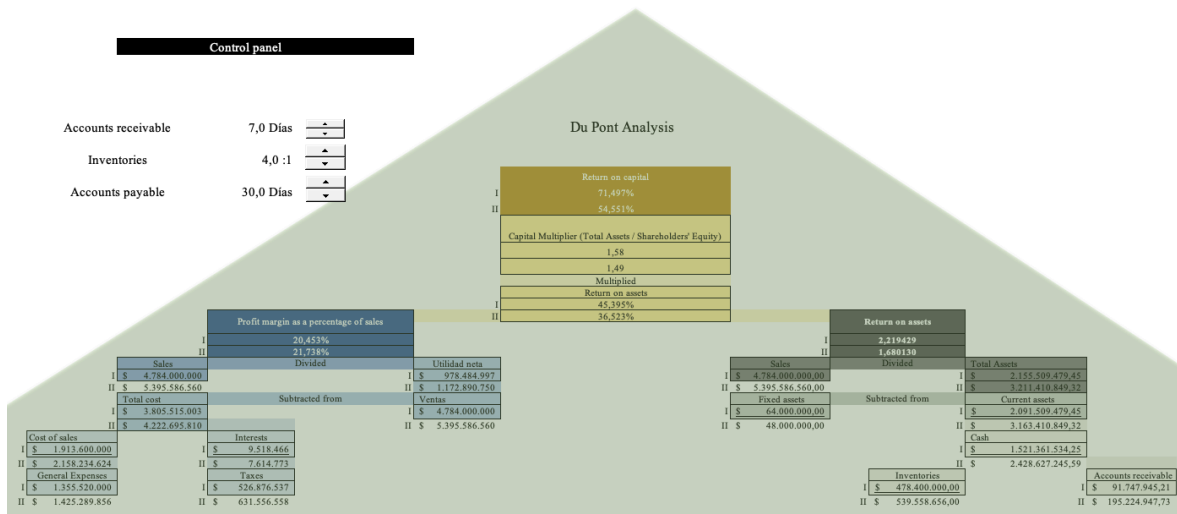 Control panel
Accounts receivable 7,0 Días
Inventories 4,0 :1
Accounts payable 30,0 Días
Du Pont Analysis
Return on capital
I 71,497%
II 54,551%
Capital Multiplier (Total Assets / Shareholders' Equity)
1,58
1,49
Multiplied
Return on assets
I 45,395%
II 36,523%
Profit margin as a percentage of sales Return on assets
I 20,453% I 2,219429
II 21,738% II 1,680130
Sales Divided Utilidad neta Sales Divided Total Assets
I $ 4.784.000.000 I $ 978.484.997 I $ 4.784.000.000,00 I $ 2.155.509.479,45
II $ 5.395.586.560 II $ 1.172.890.750 II $ 5.395.586.560,00 II $ 3.211.410.849,32
Total cost Subtracted from Ventas Fixed assets Subtracted from Current assets
I $ 3.805.515.003 I $ 4.784.000.000 I $ 64.000.000,00 I $ 2.091.509.479,45
II $ 4.222.695.810 II $ 5.395.586.560 II $ 48.000.000,00 II $ 3.163.410.849,32
Cost of sales Interests Cash
I $ 1.913.600.000 I $ 9.518.466 I $ 1.521.361.534,25
II $ 2.158.234.624 II $ 7.614.773 II $ 2.428.627.245,59
General Expenses Taxes Inventories Accounts receivable
I $ 1.355.520.000 I $ 526.876.537 I $ 478.400.000,00 I $ 91.747.945,21
II $ 1.425.289.856 II $ 631.556.558 II $ 539.558.656,00 II $ 195.224.947,73